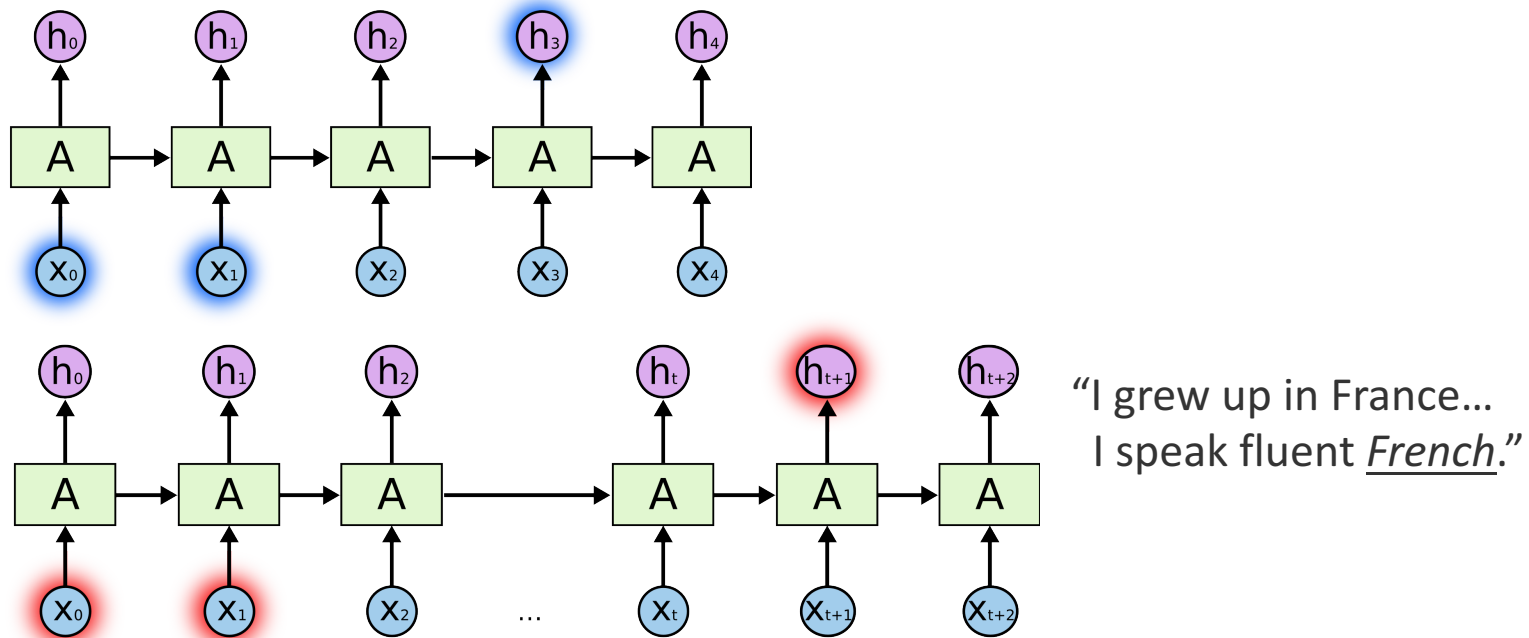 h₀ h₁ h₂ h₃ h₄
A A A A A
x₀ x₁ x₂ x₃ x₄
h₀ h₁ h₂ hₜ hₜ₊₁ hₜ₊₂
A A A A A A
x₀ x₁ x₂ ... xₜ xₜ₊₁ xₜ₊₂
“I grew up in France...
I speak fluent French.”